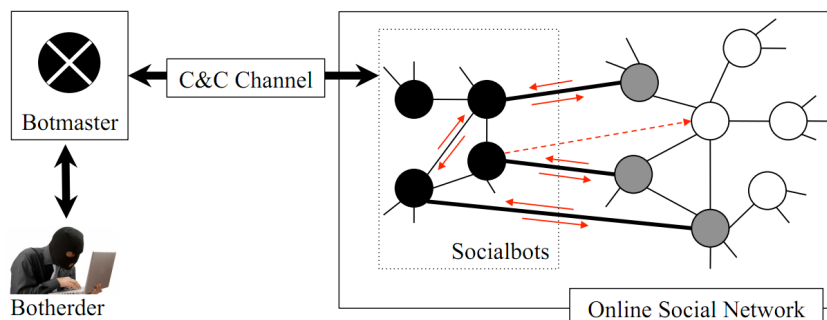 C&C Channel
Botmaster
Botherder
Socialbots
Online Social Network